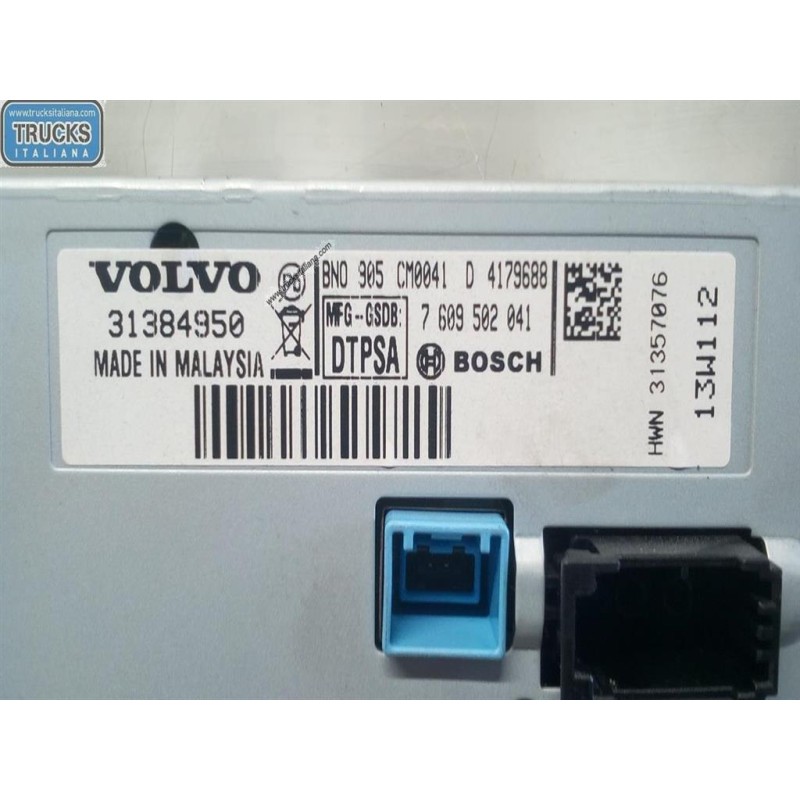 www.trucksitaliana.com
TRUCKS
ITALIANA
VOLVO
31384950
MADE IN MALAYSIA
BNO 905 CM0041 D 4179688
MFG-GSDB:
DTPSA
7 609 502 041
BOSCH
HWN 31357076
13W112